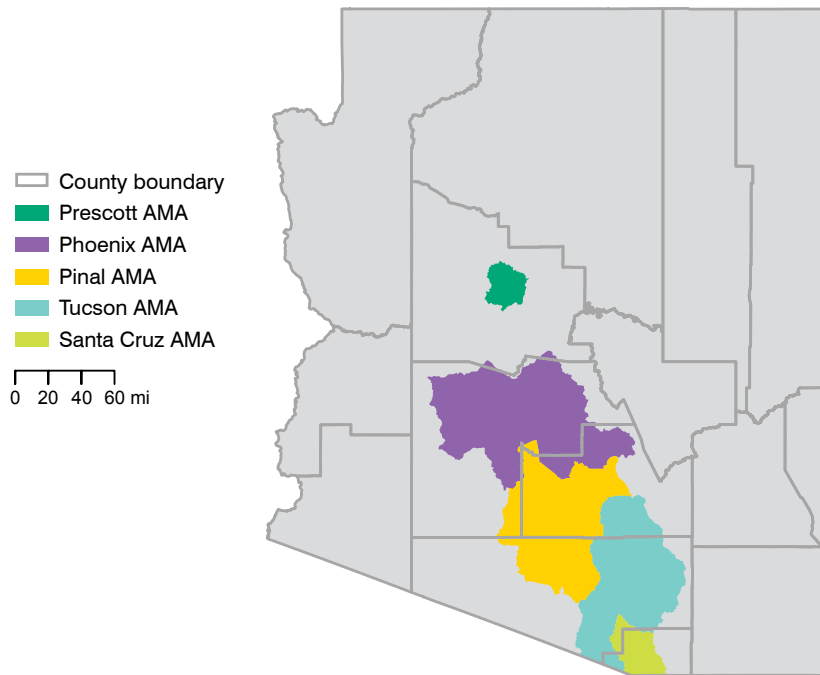 County boundary
Prescott AMA
Phoenix AMA
Pinal AMA
Tucson AMA
Santa Cruz AMA
0 20 40 60 mi